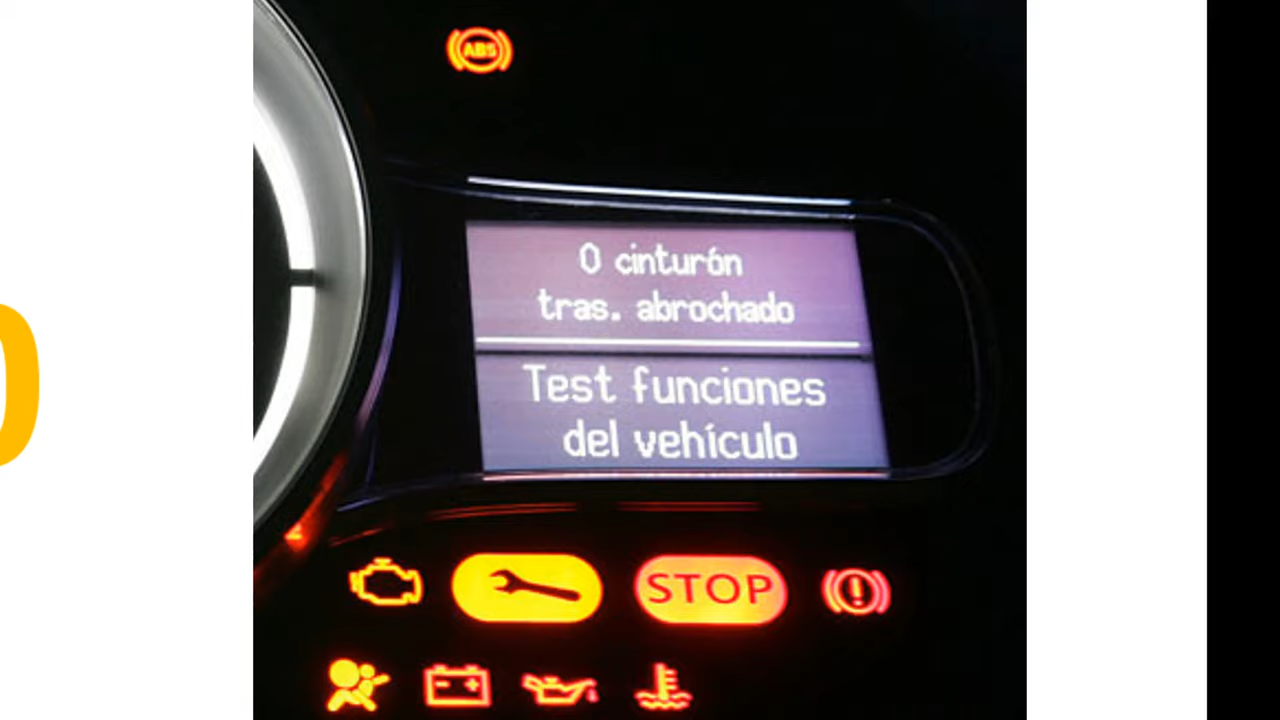 ABS
0 cinturón
tras. abrochado
Test funciones
del vehículo
STOP